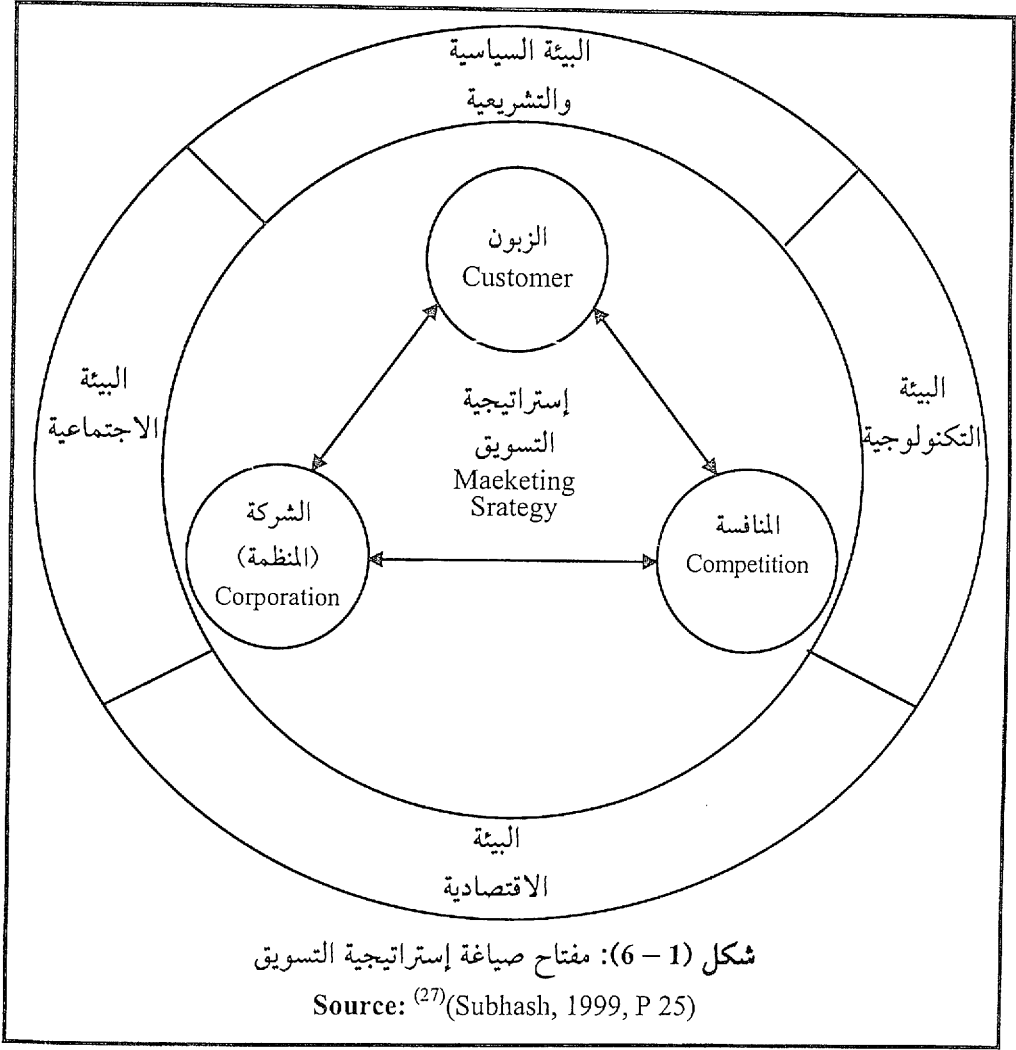 البيئة السياسية
والتشريعية
الزبون
Customer
البيئة
التكنولوجية
البيئة
الاجتماعية
إستراتيجية
التسويق
Maeketing
Srategy
المنافسة
Competition
الشركة
(المنظمة)
Corporation
البيئة
الاقتصادية
شكل (1 – 6): مفتاح صياغة إستراتيجية التسويق
Source: (27)(Subhash, 1999, P 25)